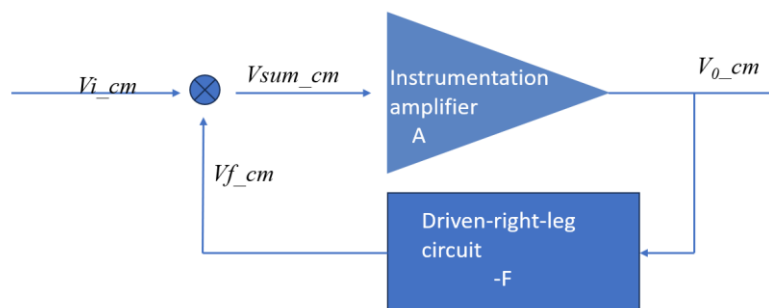 Vi_cm
Vsum_cm
Instrumentation
amplifier
A
V0_cm
Vf_cm
Driven-right-leg
circuit
-F